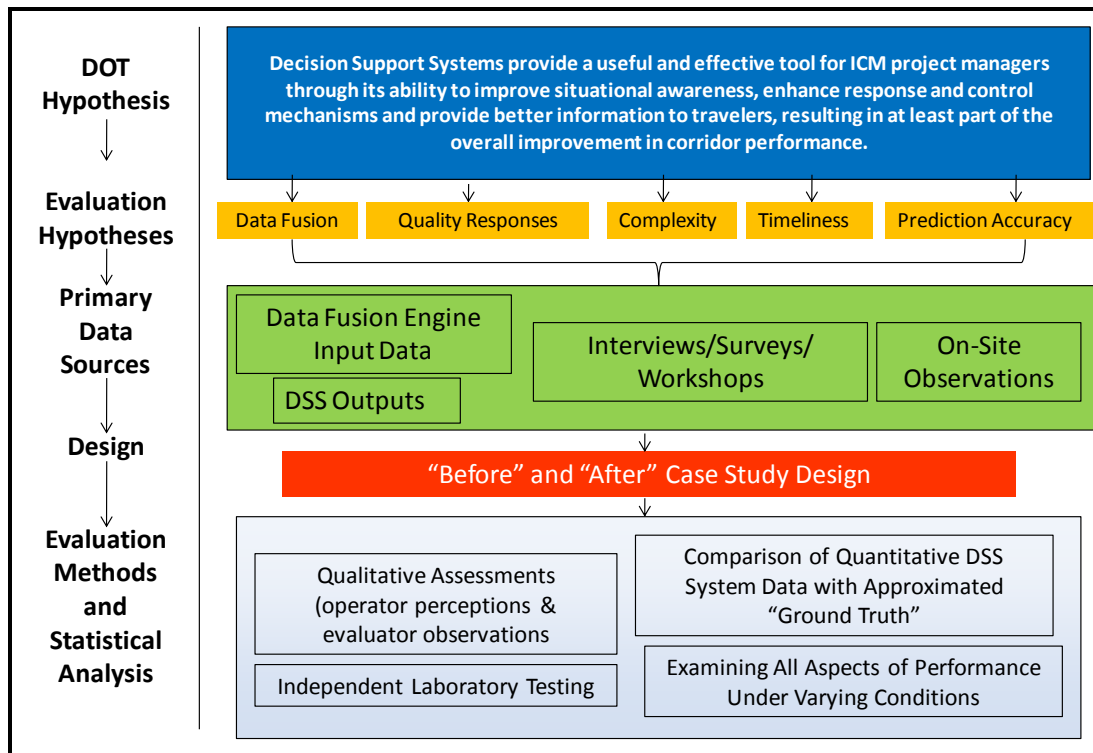 DOT
Hypothesis
Decision Support Systems provide a useful and effective tool for ICM project managers
through its ability to improve situational awareness, enhance response and control
mechanisms and provide better information to travelers, resulting in at least part of the
overall improvement in corridor performance.
Evaluation
Hypotheses
Data Fusion
Quality Responses
Complexity
Timeliness
Prediction Accuracy
Primary
Data
Sources
Data Fusion Engine
Input Data
DSS Outputs
Interviews/Surveys/
Workshops
On-Site
Observations
Design
“Before” and “After” Case Study Design
Evaluation
Methods
and
Statistical
Analysis
Qualitative Assessments
(operator perceptions &
evaluator observations
Independent Laboratory Testing
Comparison of Quantitative DSS
System Data with Approximated
“Ground Truth”
Examining All Aspects of Performance
Under Varying Conditions